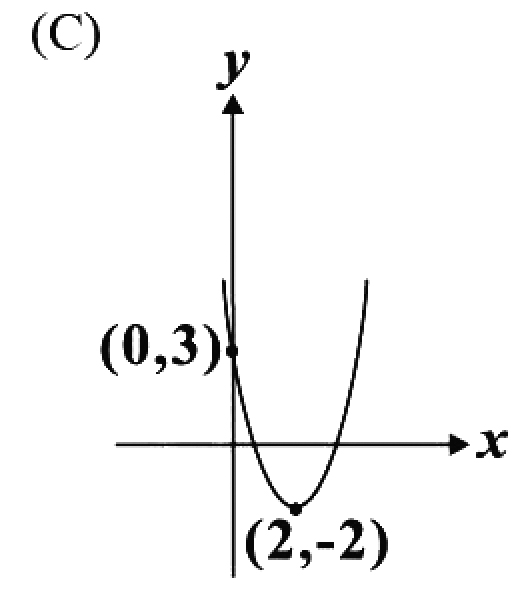 (C)
y
(0,3)
x
(2,-2)